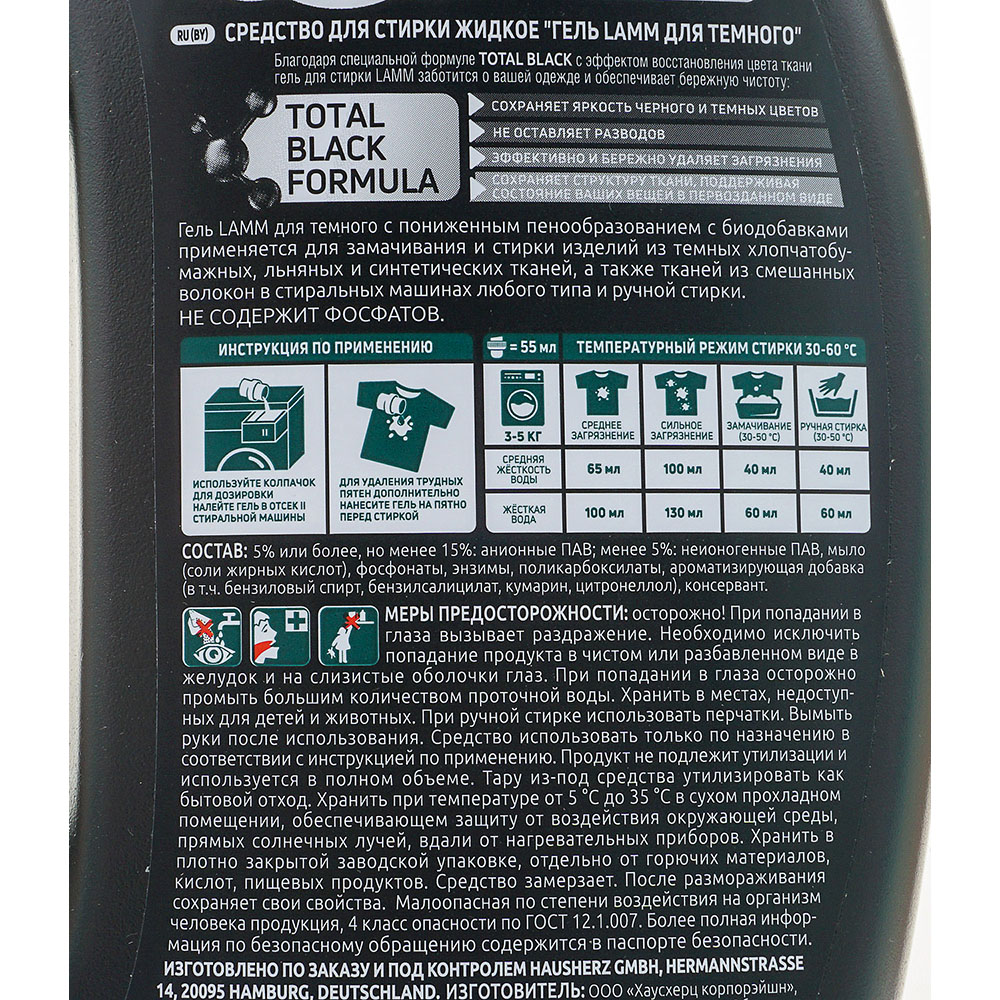 RU (BY) СРЕДСТВО ДЛЯ СТИРКИ ЖИДКОЕ "ГЕЛЬ LAMM ДЛЯ ТЕМНОГО"
Благодаря специальной формуле TOTAL BLACK с эффектом восстановления цвета ткани
гель для стирки LAMM заботится о вашей одежде и обеспечивает бережную чистоту:
TOTAL
BLACK
FORMULA
СОХРАНЯЕТ ЯРКОСТЬ ЧЕРНОГО И ТЕМНЫХ ЦВЕТОВ
НЕ ОСТАВЛЯЕТ РАЗВОДОВ
ЭФФЕКТИВНО И БЕРЕЖНО УДАЛЯЕТ ЗАГРЯЗНЕНИЯ
СОХРАНЯЕТ СТРУКТУРУ ТКАНИ, ПОДДЕРЖИВАЯ
СОСТОЯНИЕ ВАШИХ ВЕЩЕЙ В ПЕРВОЗДАННОМ ВИДЕ
Гель LAMM для темного с пониженным пенообразованием с биодобавками
применяется для замачивания и стирки изделий из темных хлопчатобу-
мажных, льняных и синтетических тканей, а также тканей из смешанных
волокон в стиральных машинах любого типа и ручной стирки.
НЕ СОДЕРЖИТ ФОСФАТОВ.
ИНСТРУКЦИЯ ПО ПРИМЕНЕНИЮ
II
ИСПОЛЬЗУЙТЕ КОЛПАЧОК
ДЛЯ ДОЗИРОВКИ
НАЛЕЙТЕ ГЕЛЬ В ОТСЕК II
СТИРАЛЬНОЙ МАШИНЫ
ДЛЯ УДАЛЕНИЯ ТРУДНЫХ
ПЯТЕН ДОПОЛНИТЕЛЬНО
НАНЕСИТЕ ГЕЛЬ НА ПЯТНО
ПЕРЕД СТИРКОЙ
= 55 мл
ТЕМПЕРАТУРНЫЙ РЕЖИМ СТИРКИ 30-60 °C
3-5 КГ
СРЕДНЕЕ
ЗАГРЯЗНЕНИЕ
СИЛЬНОЕ
ЗАГРЯЗНЕНИЕ
ЗАМАЧИВАНИЕ
(30-50 °C)
РУЧНАЯ СТИРКА
(30-50 °C)
СРЕДНЯЯ
ЖЁСТКОСТЬ
ВОДЫ
65 мл
100 мл
40 мл
40 мл
ЖЁСТКАЯ
ВОДА
100 мл
130 мл
60 мл
60 мл
СОСТАВ: 5% или более, но менее 15%: анионные ПАВ; менее 5%: неионогенные ПАВ, мыло
(соли жирных кислот), фосфонаты, энзимы, поликарбоксилаты, ароматизирующая добавка
(в т.ч. бензиловый спирт, бензилсалицилат, кумарин, цитронеллол), консервант.
МЕРЫ ПРЕДОСТОРОЖНОСТИ: осторожно! При попадании в
глаза вызывает раздражение. Необходимо исключить
попадание продукта в чистом или разбавленном виде в
желудок и на слизистые оболочки глаз. При попадании в глаза осторожно
промыть большим количеством проточной воды. Хранить в местах, недоступ-
ных для детей и животных. При ручной стирке использовать перчатки. Вымыть
руки после использования. Средство использовать только по назначению в
соответствии с инструкцией по применению. Продукт не подлежит утилизации и
используется в полном объеме. Тару из-под средства утилизировать как
бытовой отход. Хранить при температуре от 5 °C до 35 °C в сухом прохладном
помещении, обеспечивающем защиту от воздействия окружающей среды,
прямых солнечных лучей, вдали от нагревательных приборов. Хранить в
плотно закрытой заводской упаковке, отдельно от горючих материалов,
кислот, пищевых продуктов. Средство замерзает. После размораживания
сохраняет свои свойства. Малоопасная по степени воздействия на организм
человека продукция, 4 класс опасности по ГОСТ 12.1.007. Более полная инфор-
мация по безопасному обращению содержится в паспорте безопасности.
ИЗГОТОВЛЕНО ПО ЗАКАЗУ И ПОД КОНТРОЛЕМ HAUSHERZ GMBH, HERMANNSTRASSE
14, 20095 HAMBURG, DEUTSCHLAND. ИЗГОТОВИТЕЛЬ: ООО «Хаусхерц корпорэйшн»,